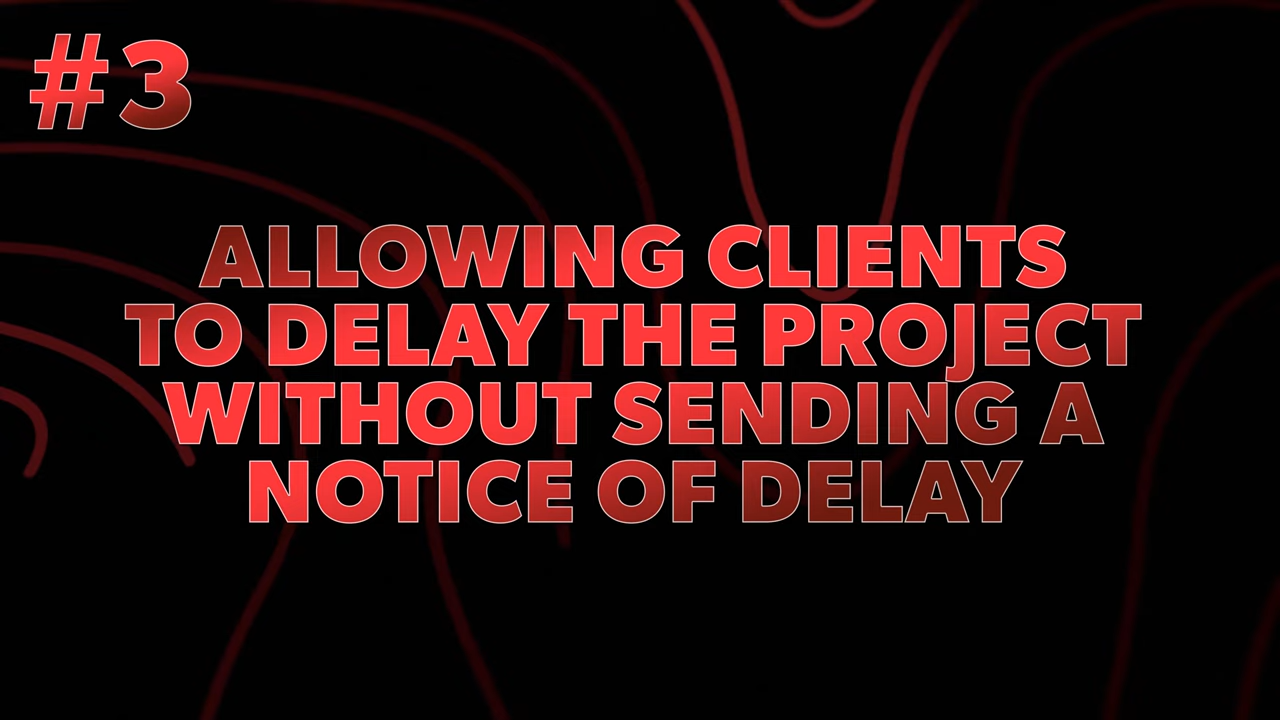 #3
ALLOWING CLIENTS
TO DELAY THE PROJECT
WITHOUT SENDING A
NOTICE OF DELAY